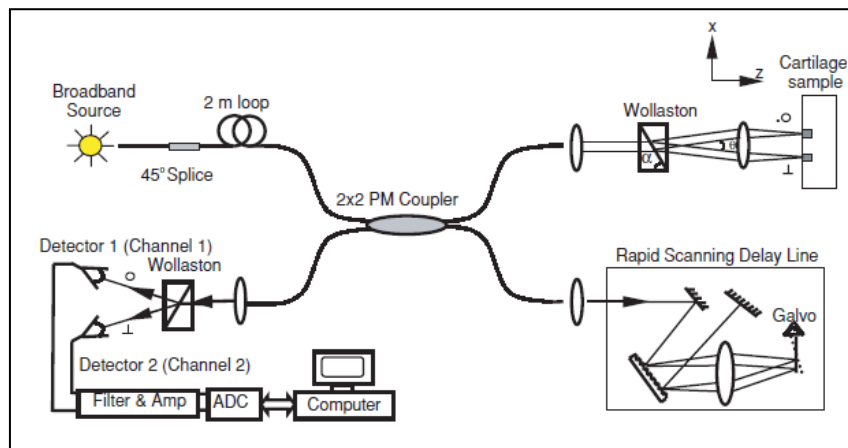 Broadband
Source
2 m loop
45° Splice
2x2 PM Coupler
x
z
Cartilage
sample
Wollaston
O
θ
α
⊥
Detector 1 (Channel 1)
Wollaston
O
⊥
Detector 2 (Channel 2)
Filter & Amp
ADC
Computer
Rapid Scanning Delay Line
Galvo